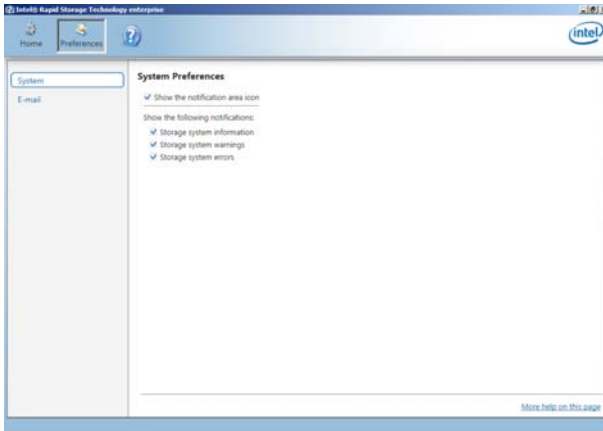 Intel® Rapid Storage Technology enterprise
Home
Preferences
intel
System
E-mail
System Preferences
Show the notification area icon
Show the following notifications:
Storage system information
Storage system warnings
Storage system errors
More help on this page